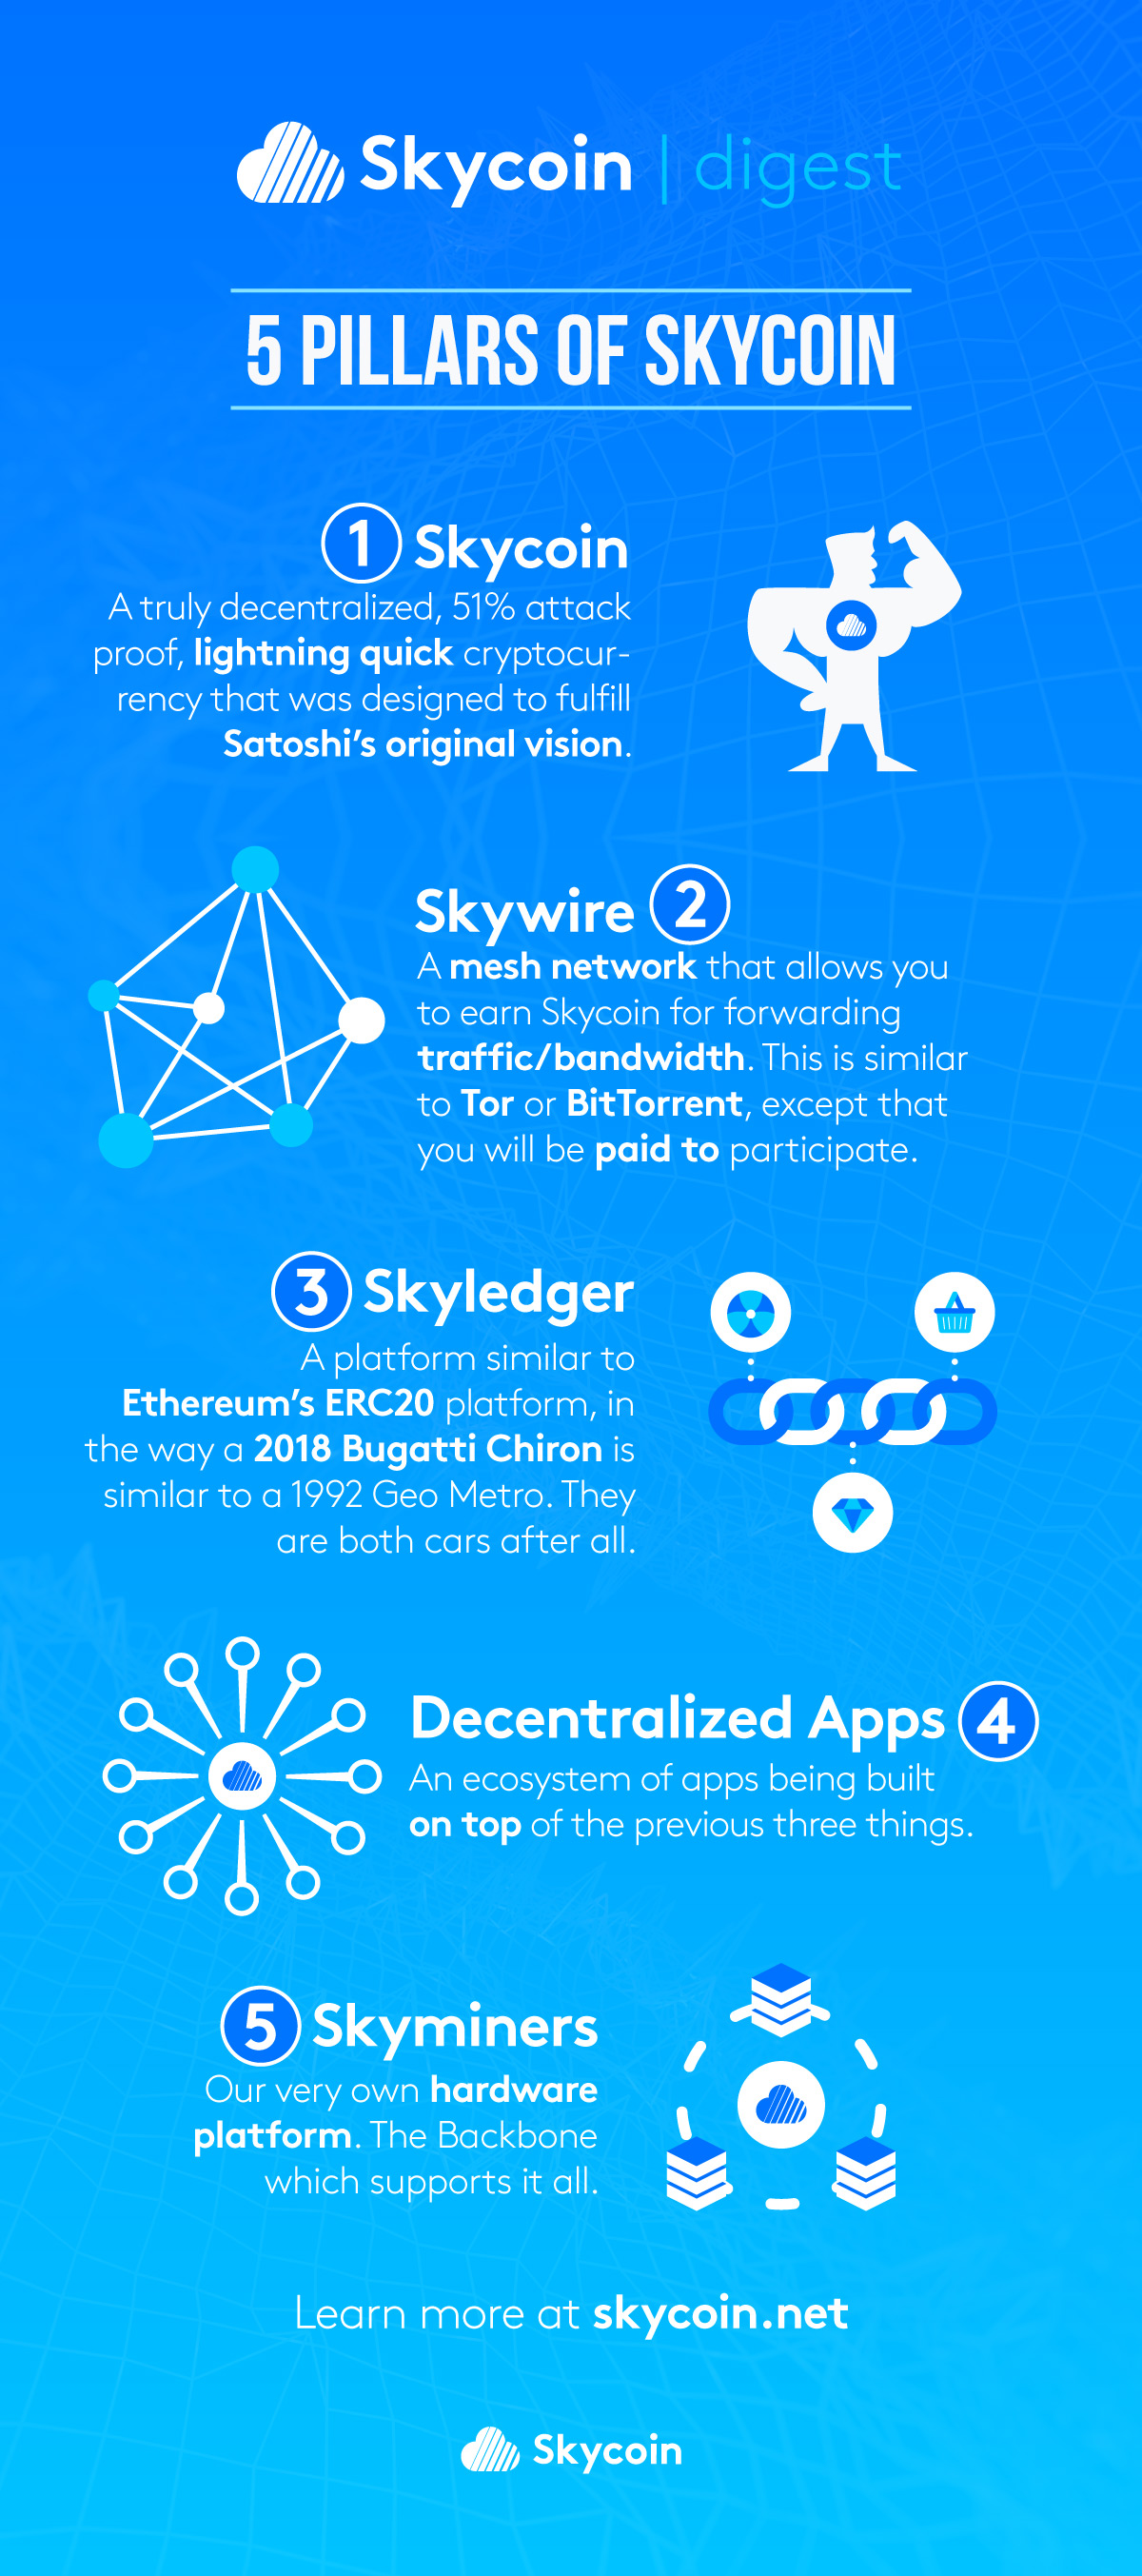 Skycoin | digest
5 PILLARS OF SKYCOIN
1 Skycoin
A truly decentralized, 51% attack
proof, lightning quick cryptocur-
rency that was designed to fulfill
Satoshi's original vision.
Skywire 2
A mesh network that allows you
to earn Skycoin for forwarding
traffic/bandwidth. This is similar
to Tor or BitTorrent, except that
you will be paid to participate.
3 Skyledger
A platform similar to
Ethereum's ERC20 platform, in
the way a 2018 Bugatti Chiron is
similar to a 1992 Geo Metro. They
are both cars after all.
Decentralized Apps 4
An ecosystem of apps being built
on top of the previous three things.
5 Skyminers
Our very own hardware
platform. The Backbone
which supports it all.
Learn more at skycoin.net
Skycoin